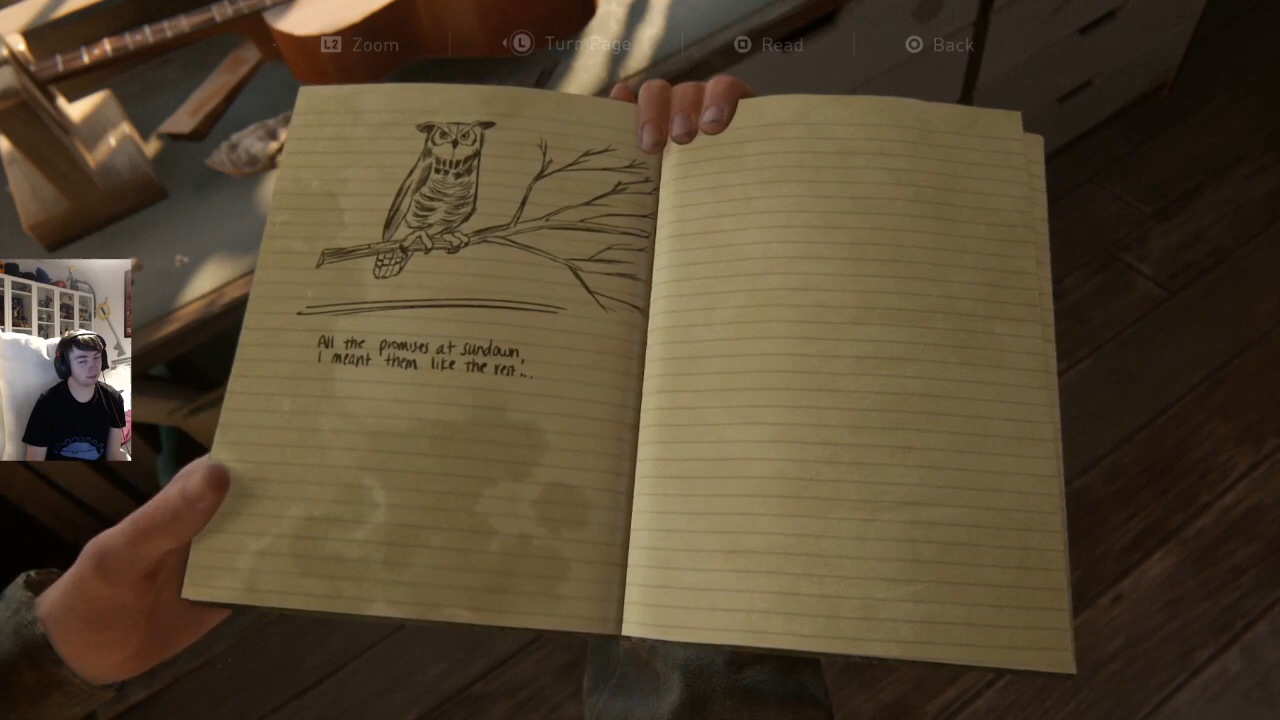 L2 Zoom
L Turn Page
Read
Back
All the promises at sundown,
I meant them like the rest...